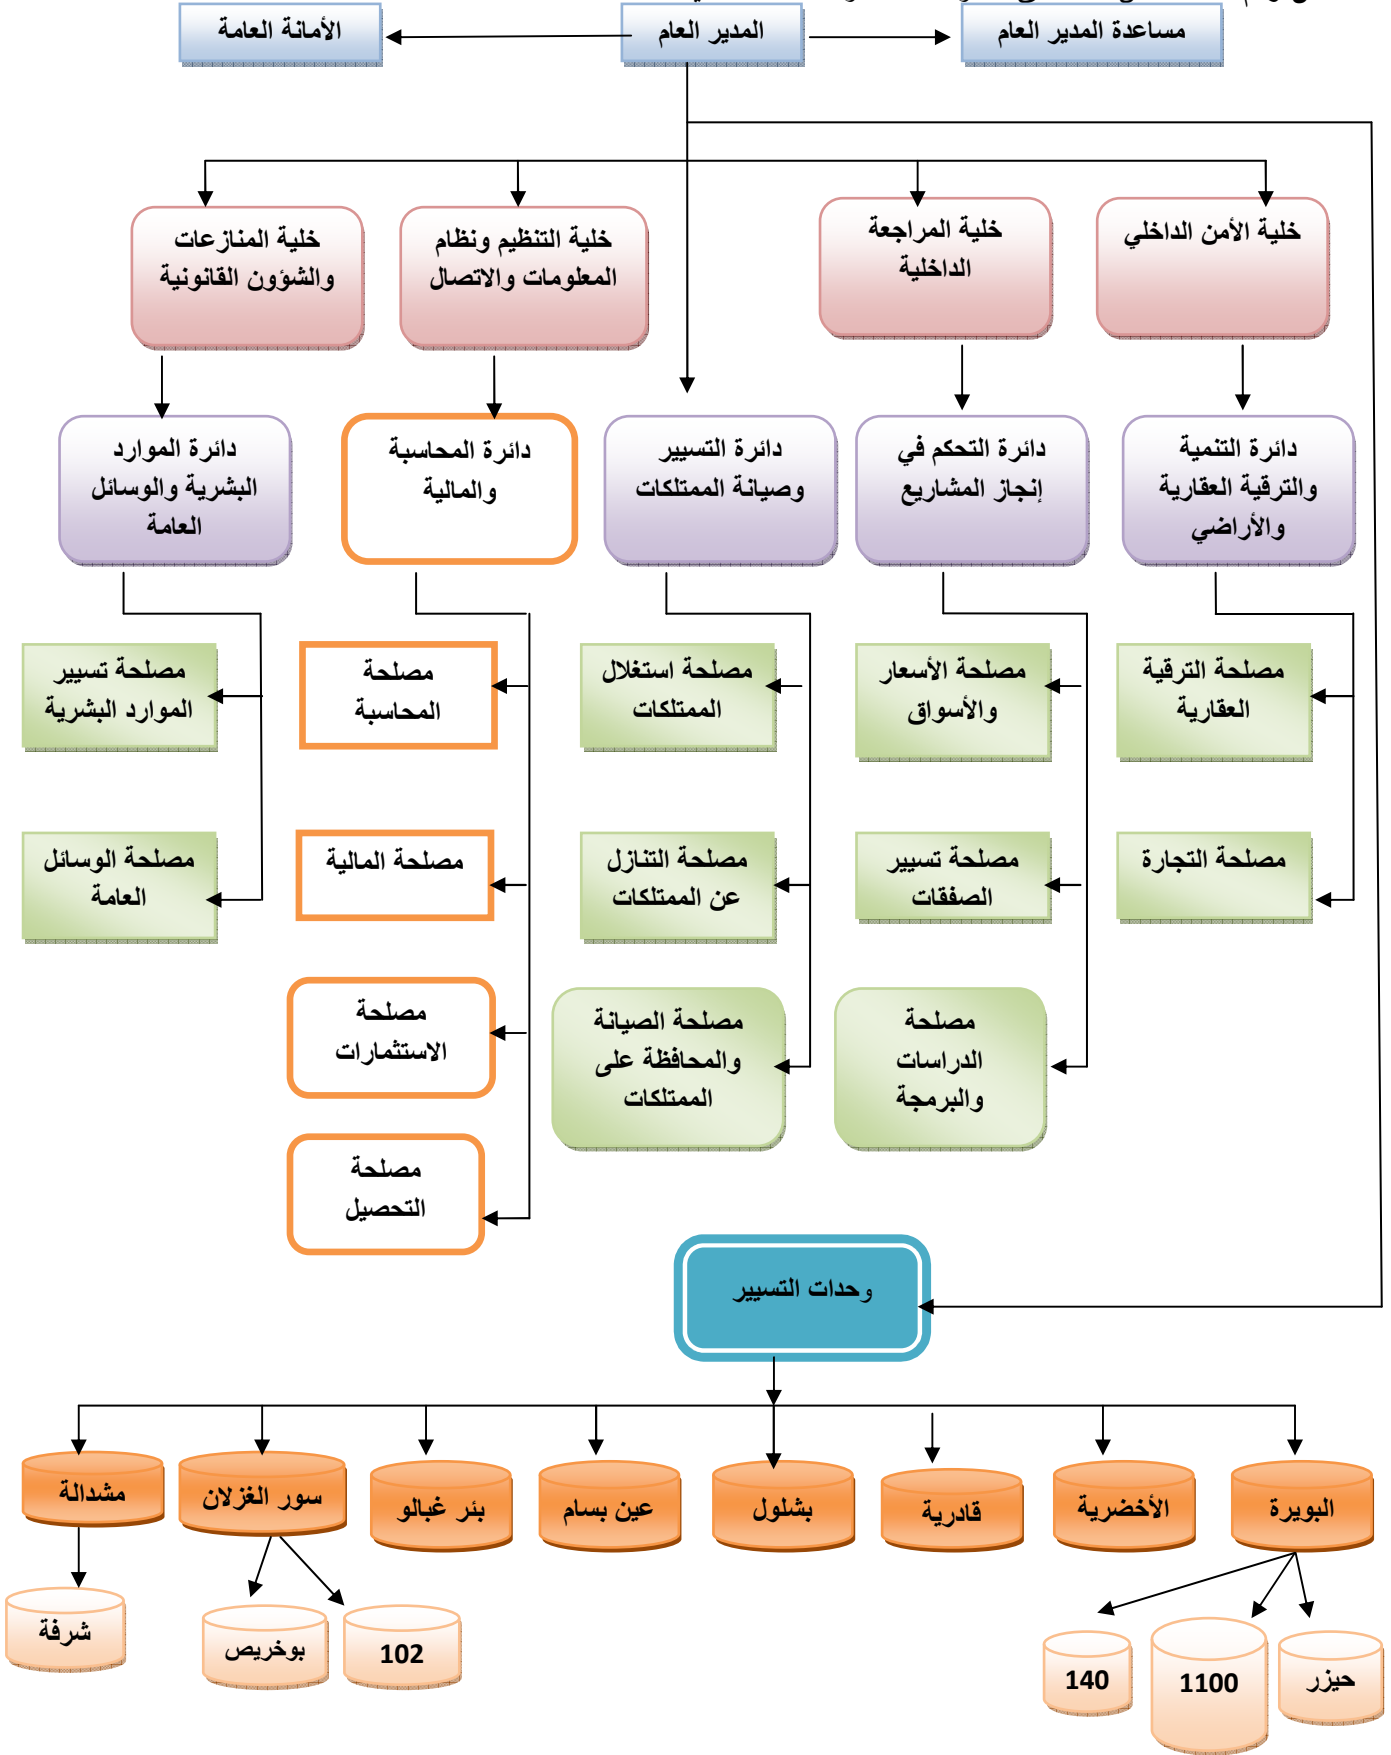 مساعدة المدير العام
المدير العام
الأمانة العامة
خلية الأمن الداخلي
خلية المراجعة
الداخلية
خلية التنظيم ونظام
المعلومات والاتصال
خلية المنازعات
والشؤون القانونية
دائرة التنمية
والترقية العقارية
والأراضي
دائرة التحكم في
إنجاز المشاريع
دائرة التسيير
وصيانة الممتلكات
دائرة المحاسبة
والمالية
دائرة الموارد
البشرية والوسائل
العامة
مصلحة الترقية
العقارية
مصلحة الأسعار
والأسواق
مصلحة استغلال
الممتلكات
مصلحة
المحاسبة
مصلحة تسيير
الموارد البشرية
مصلحة التجارة
مصلحة تسيير
الصفقات
مصلحة التنازل
عن الممتلكات
مصلحة المالية
مصلحة الوسائل
العامة
مصلحة
الدراسات
والبرمجة
مصلحة الصيانة
والمحافظة على
الممتلكات
مصلحة
الاستثمارات
مصلحة
التحصيل
وحدات التسيير
البويرة
الأخضرية
قادرية
بشلول
عين بسام
بئر غبالو
سور الغزلان
مشدالة
حيزر
1100
140
102
بوخريص
شرفة